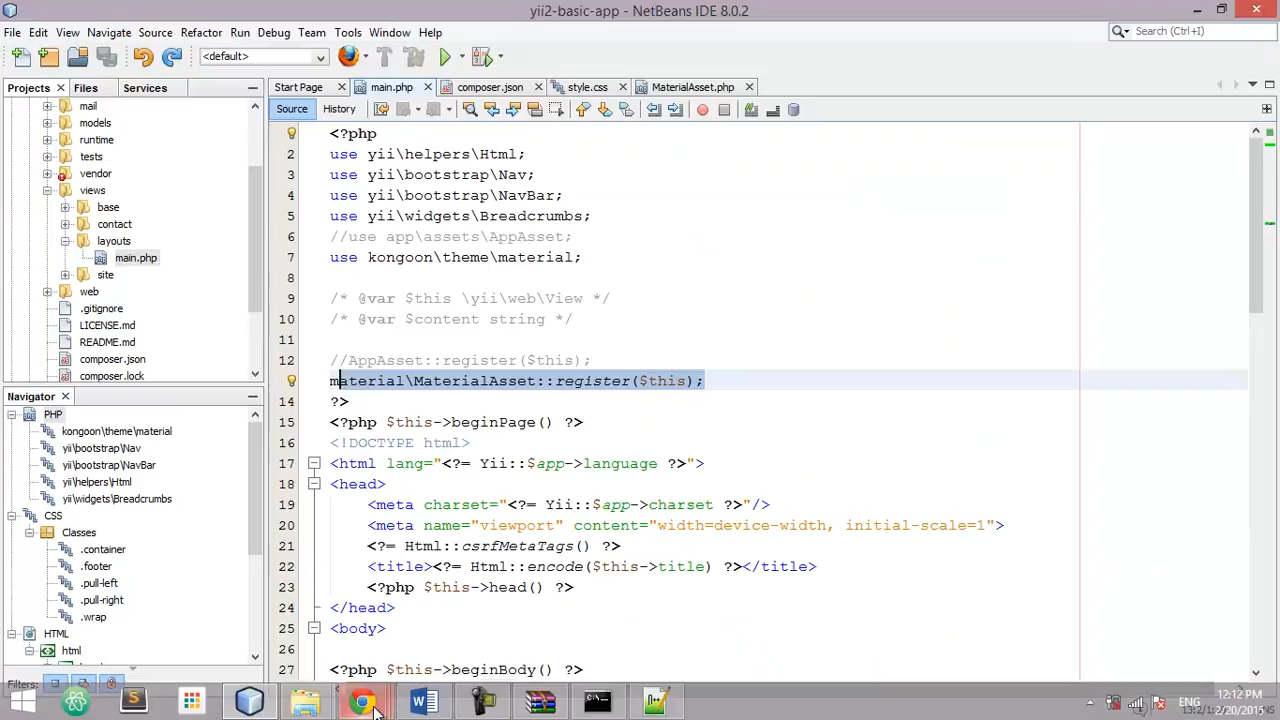 yii2-basic-app - NetBeans IDE 8.0.2
File Edit View Navigate Source Refactor Run Debug Team Tools Window Help
Search (Ctrl+I)
<default>
Projects Files Services
mail
models
runtime
tests
vendor
views
base
contact
layouts
main.php
site
web
.gitignore
LICENSE.md
README.md
composer.json
composer.lock
Navigator
PHP
kongoon\theme\material
yii\bootstrap\Nav
yii\bootstrap\NavBar
yii\helpers\Html
yii\widgets\Breadcrumbs
CSS
Classes
.container
.footer
.pull-left
.pull-right
.wrap
HTML
html
Filters:
Start Page main.php composer.json style.css MaterialAsset.php
Source History
<?php
2 use yii\helpers\Html;
3 use yii\bootstrap\Nav;
4 use yii\bootstrap\NavBar;
5 use yii\widgets\Breadcrumbs;
6 //use app\assets\AppAsset;
7 use kongoon\theme\material;
8
9 /* @var $this \yii\web\View */
10 /* @var $content string */
11
12 //AppAsset::register($this);
material\MaterialAsset::register($this);
14 ?>
15 <?php $this->beginPage() ?>
16 <!DOCTYPE html>
17 <html lang="<?= Yii::$app->language ?>">
18 <head>
19 <meta charset="<?= Yii::$app->charset ?>"/>
20 <meta name="viewport" content="width=device-width, initial-scale=1">
21 <?= Html::csrfMetaTags() ?>
22 <title><?= Html::encode($this->title) ?></title>
23 <?php $this->head() ?>
24 </head>
25 <body>
26
27 <?php $this->beginBody() ?>
ENG
12:12 PM
2/20/2015